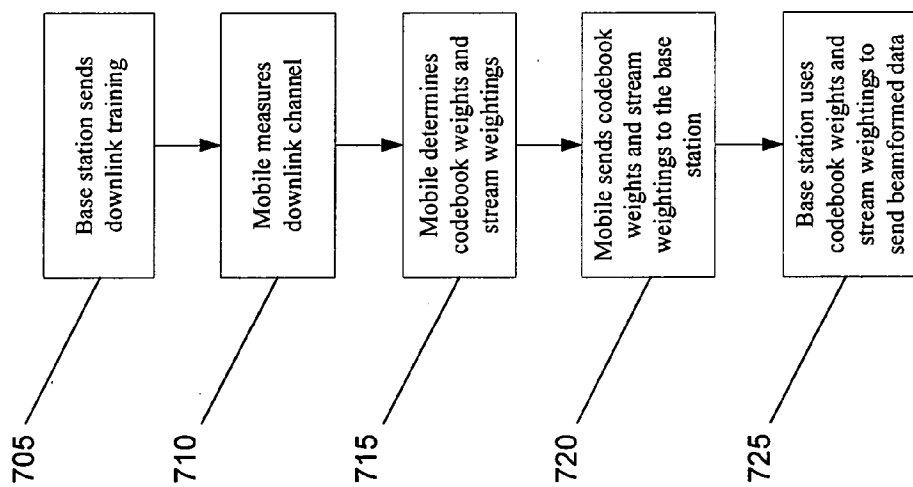 705
Base station sends
downlink training
710
Mobile measures
downlink channel
715
Mobile determines
codebook weights and
stream weightings
720
Mobile sends codebook
weights and stream
weightings to the base
station
725
Base station uses
codebook weights and
stream weightings to
send beamformed data